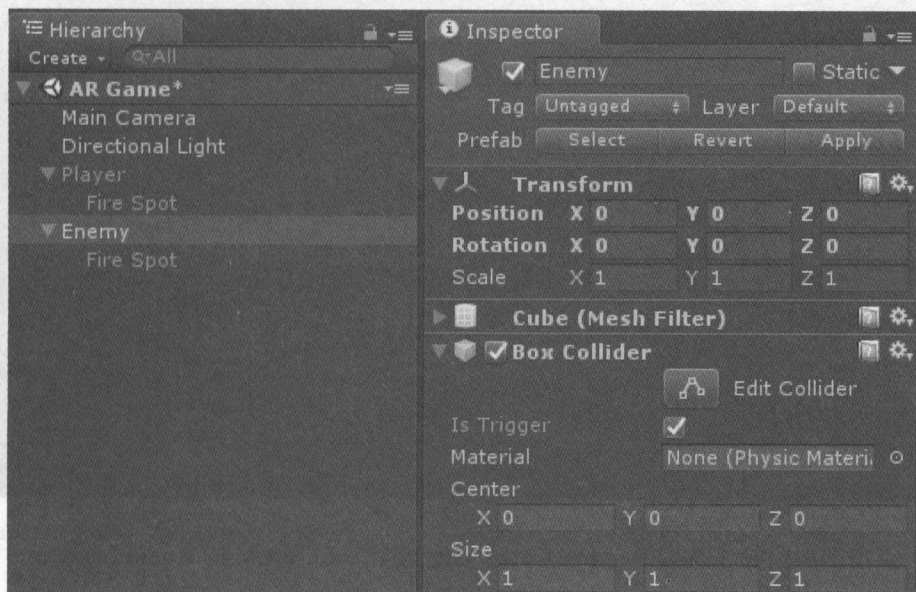 Hierarchy
Create
All
AR Game*
Main Camera
Directional Light
Player
Fire Spot
Enemy
Fire Spot
Inspector
Enemy
Static
Tag Untagged Layer Default
Prefab Select Revert Apply
Transform
Position X 0 Y 0 Z 0
Rotation X 0 Y 0 Z 0
Scale X 1 Y 1 Z 1
Cube (Mesh Filter)
Box Collider
Edit Collider
Is Trigger
Material None (Physic Materi
Center
X 0 Y 0 Z 0
Size
X 1 Y 1 Z 1